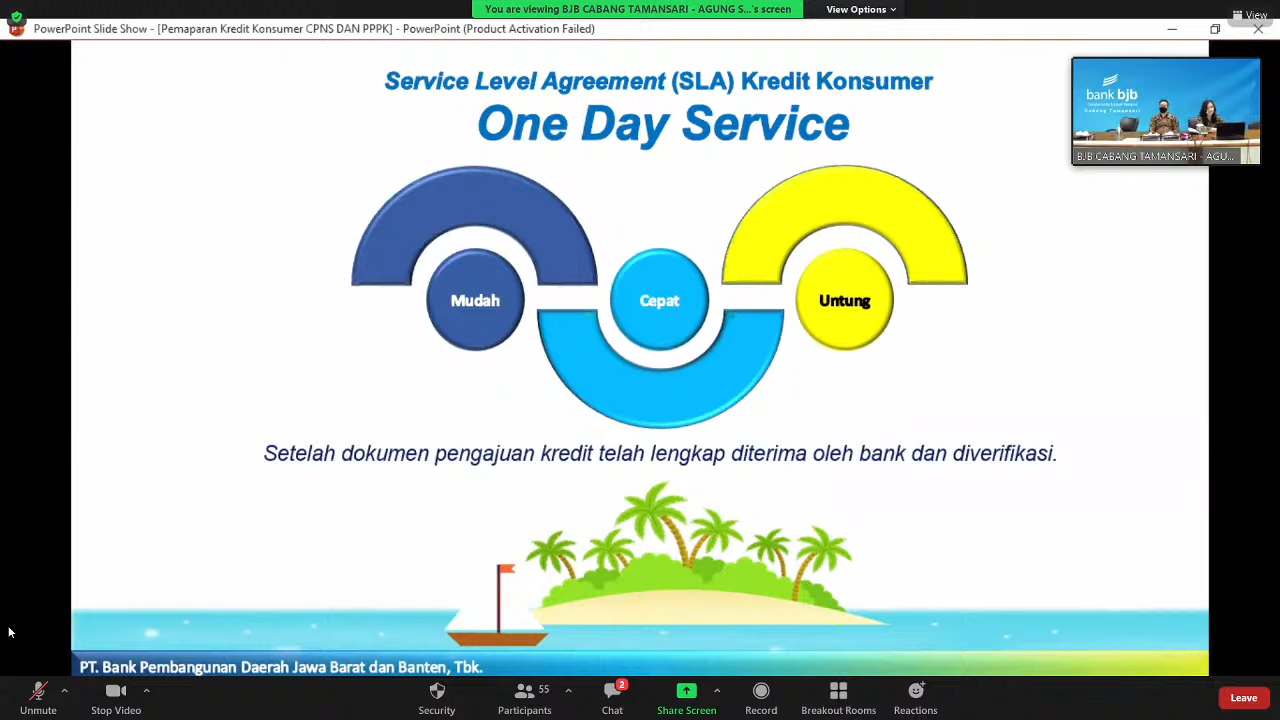 You are viewing BJB CABANG TAMANSARI - AGUNG S...'s screen
View Options
View
PowerPoint Slide Show - [Pemaparan Kredit Konsumer CPNS DAN PPPK] - PowerPoint (Product Activation Failed)
Service Level Agreement (SLA) Kredit Konsumer
One Day Service
bank bjb
Cabang Tamansari
BJB CABANG TAMANSARI - AGU...
Mudah
Cepat
Untung
Setelah dokumen pengajuan kredit telah lengkap diterima oleh bank dan diverifikasi.
PT. Bank Pembangunan Daerah Jawa Barat dan Banten, Tbk.
Unmute
Stop Video
Security
55
Participants
2
Chat
Share Screen
Record
Breakout Rooms
Reactions
Leave